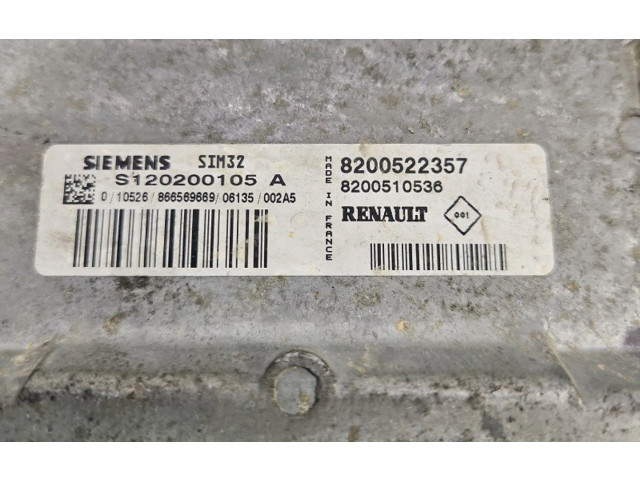 SIEMENS SIM32
S120200105 A
0/10526/866569669/06135/002A5
MADE IN FRANCE
8200522357
8200510536
RENAULT 001